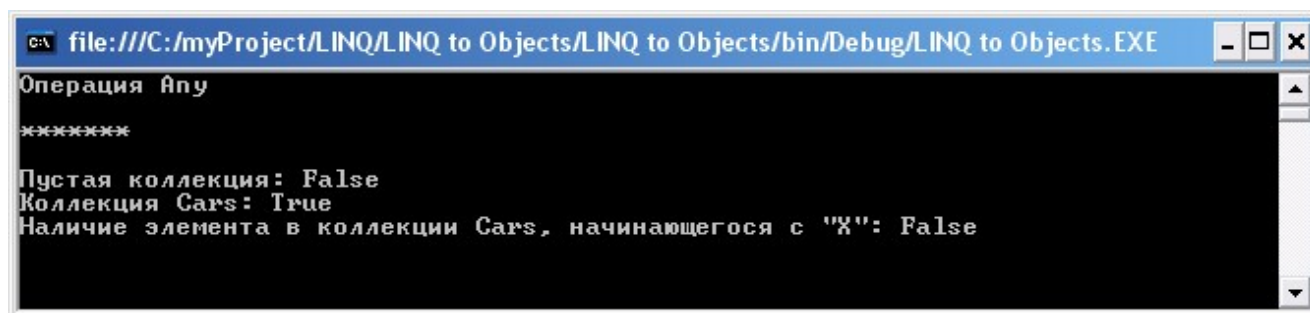 C:\ file:///C:/myProject/LINQ/LINQ to Objects/LINQ to Objects/bin/Debug/LINQ to Objects.EXE
Операция Any
*******
Пустая коллекция: False
Коллекция Cars: True
Наличие элемента в коллекции Cars, начинающегося с "X": False